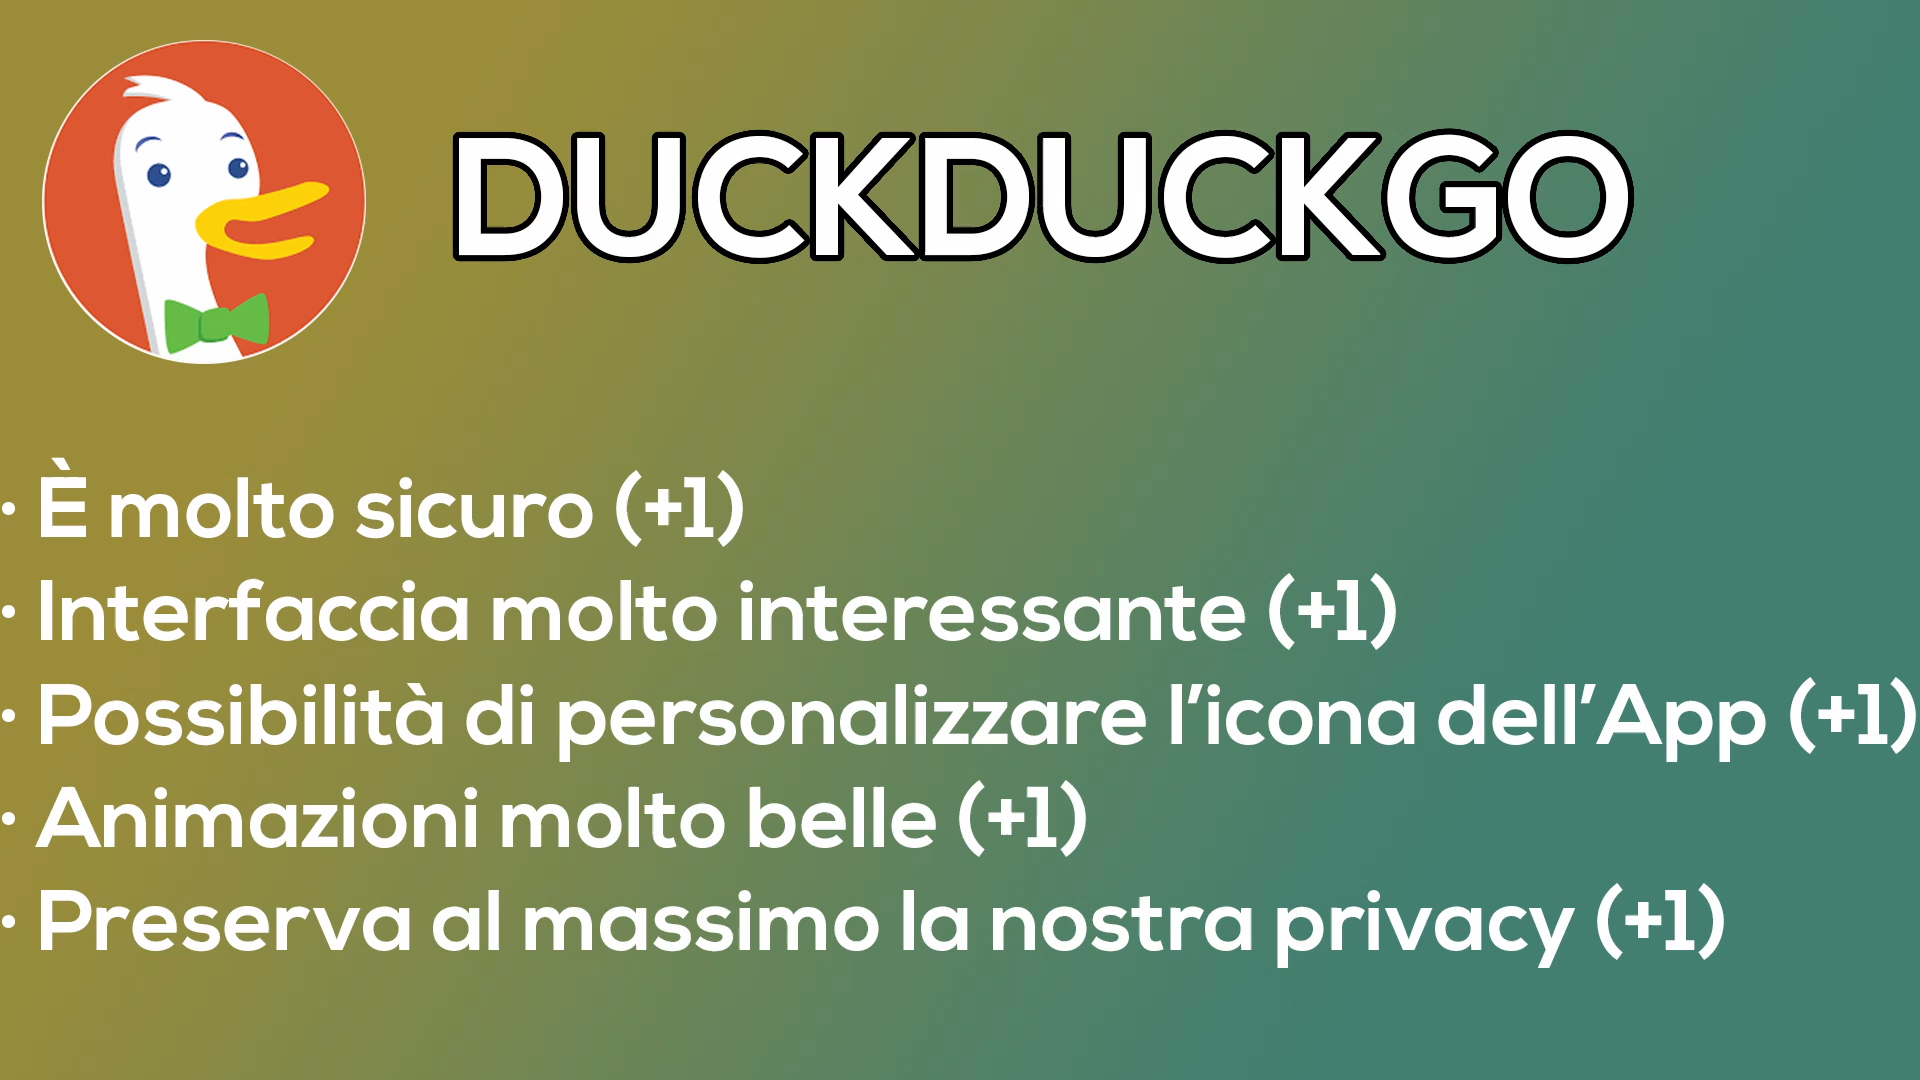 DUCKDUCKGO
· È molto sicuro (+1)
· Interfaccia molto interessante (+1)
· Possibilità di personalizzare l’icona dell’App (+1)
· Animazioni molto belle (+1)
· Preserva al massimo la nostra privacy (+1)